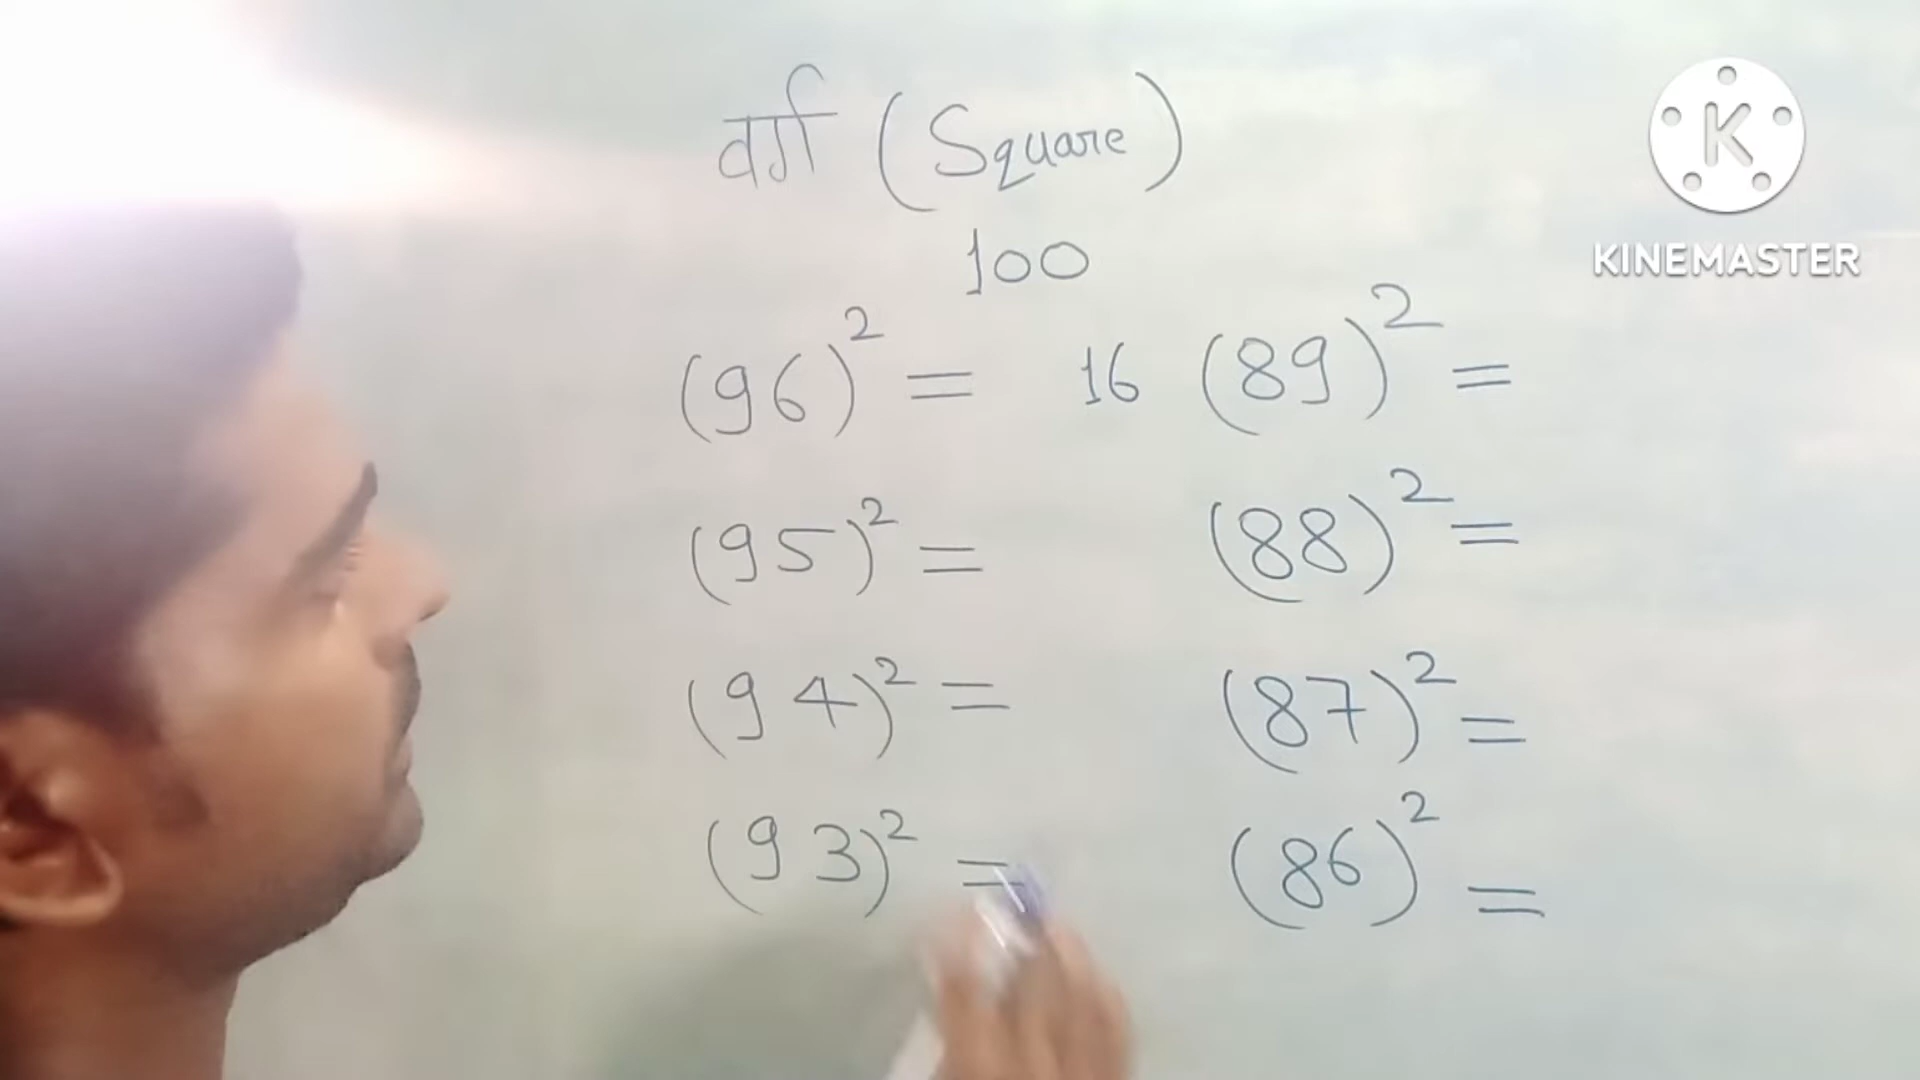 वर्ग (Square)
100
(96)² = 16
(95)² =
(94)² =
(93)² =
(89)² =
(88)² =
(87)² =
(86)² =
K
KINEMASTER